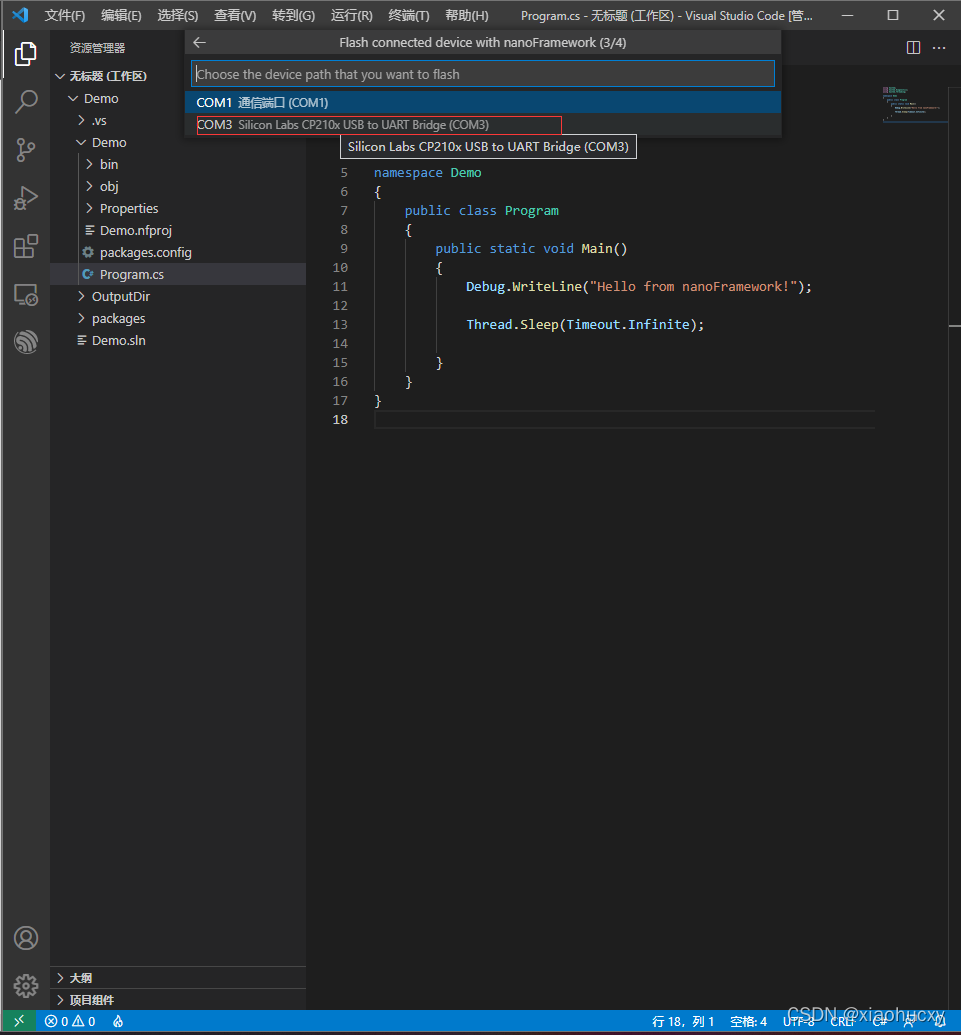 文件(F) 编辑(E) 选择(S) 查看(V) 转到(G) 运行(R) 终端(T) 帮助(H) Program.cs - 无标题 (工作区) - Visual Studio Code [管...
资源管理器
无标题 (工作区)
Demo
.vs
Demo
bin
obj
Properties
Demo.nfproj
packages.config
Program.cs
OutputDir
packages
Demo.sln
Flash connected device with nanoFramework (3/4)
Choose the device path that you want to flash
COM1 通信端口 (COM1)
COM3 Silicon Labs CP210x USB to UART Bridge (COM3)
Silicon Labs CP210x USB to UART Bridge (COM3)
5 namespace Demo
6 {
7 public class Program
8 {
9 public static void Main()
10 {
11 Debug.WriteLine("Hello from nanoFramework!");
12
13 Thread.Sleep(Timeout.Infinite);
14
15 }
16 }
17 }
18
大纲
项目组件
0 0 行 18，列 1 空格: 4 UTF-8 CRLF C#
CSDN @xiaohucxy